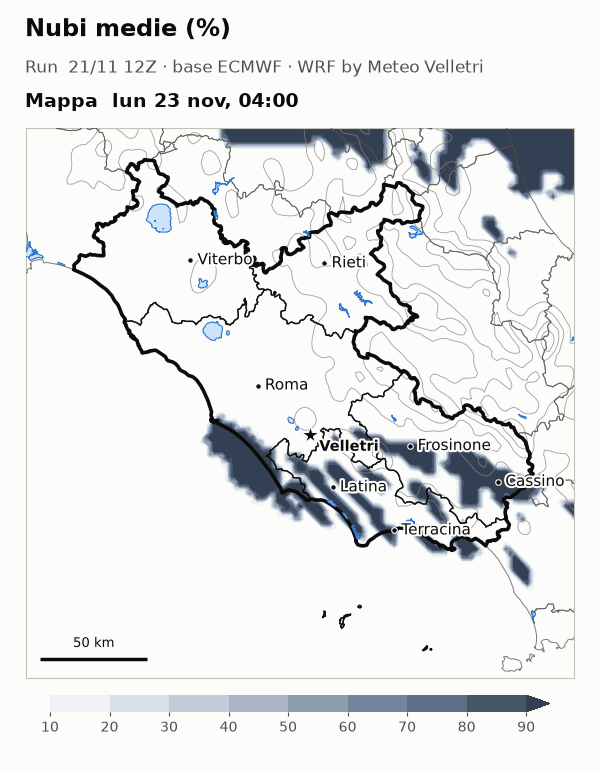 Nubi medie (%)
Run 21/11 12Z · base ECMWF · WRF by Meteo Velletri
Mappa lun 23 nov, 04:00
Viterbo
Rieti
Roma
Velletri
Frosinone
Latina
Cassino
Terracina
50 km
10 20 30 40 50 60 70 80 90